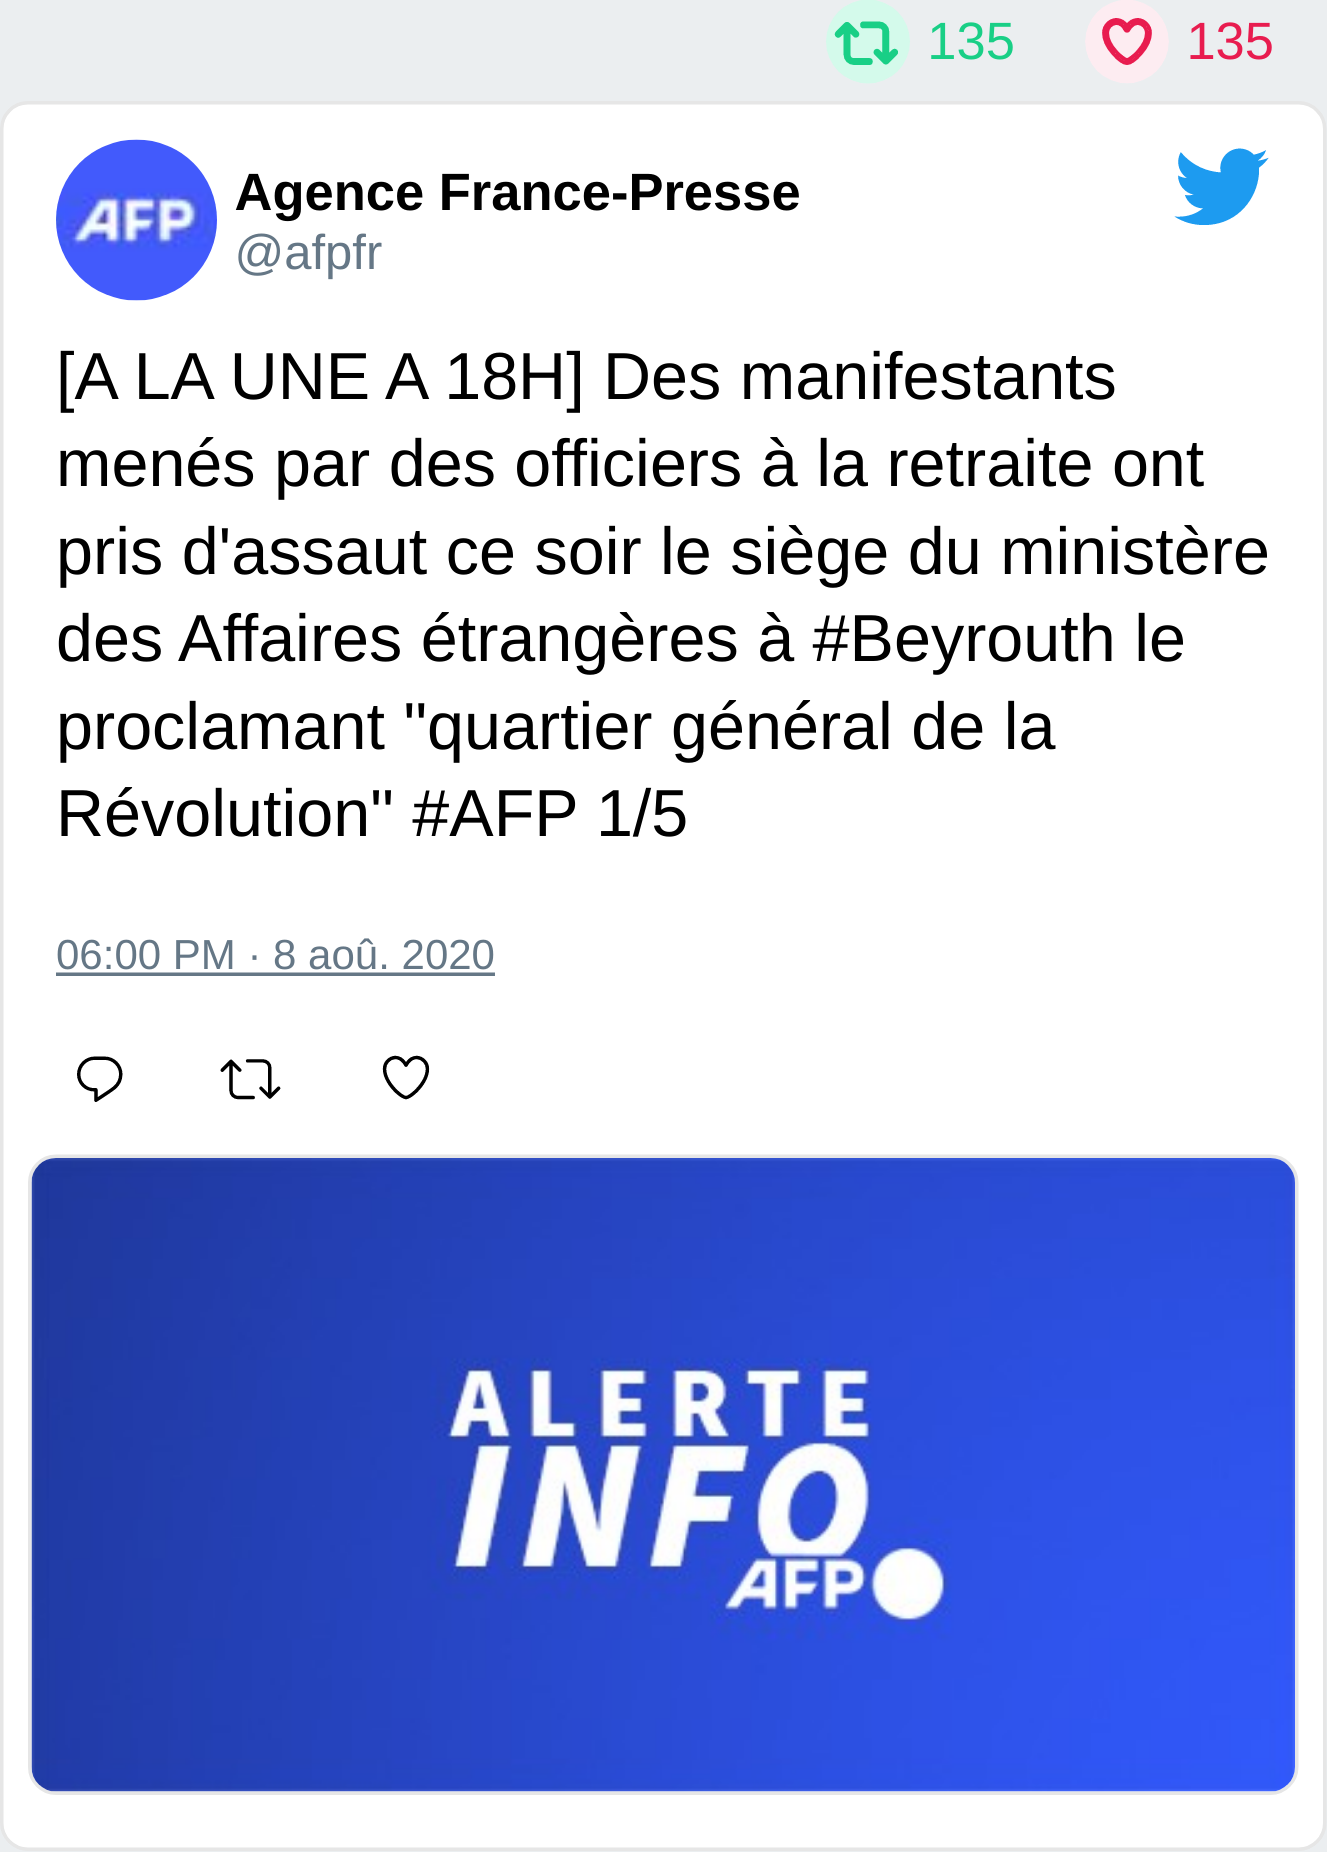 135 135
AFP
Agence France-Presse
@afpfr
[A LA UNE A 18H] Des manifestants
menés par des officiers à la retraite ont
pris d'assaut ce soir le siège du ministère
des Affaires étrangères à #Beyrouth le
proclamant "quartier général de la
Révolution" #AFP 1/5
06:00 PM · 8 aoû. 2020
ALERTE
INFO
AFP